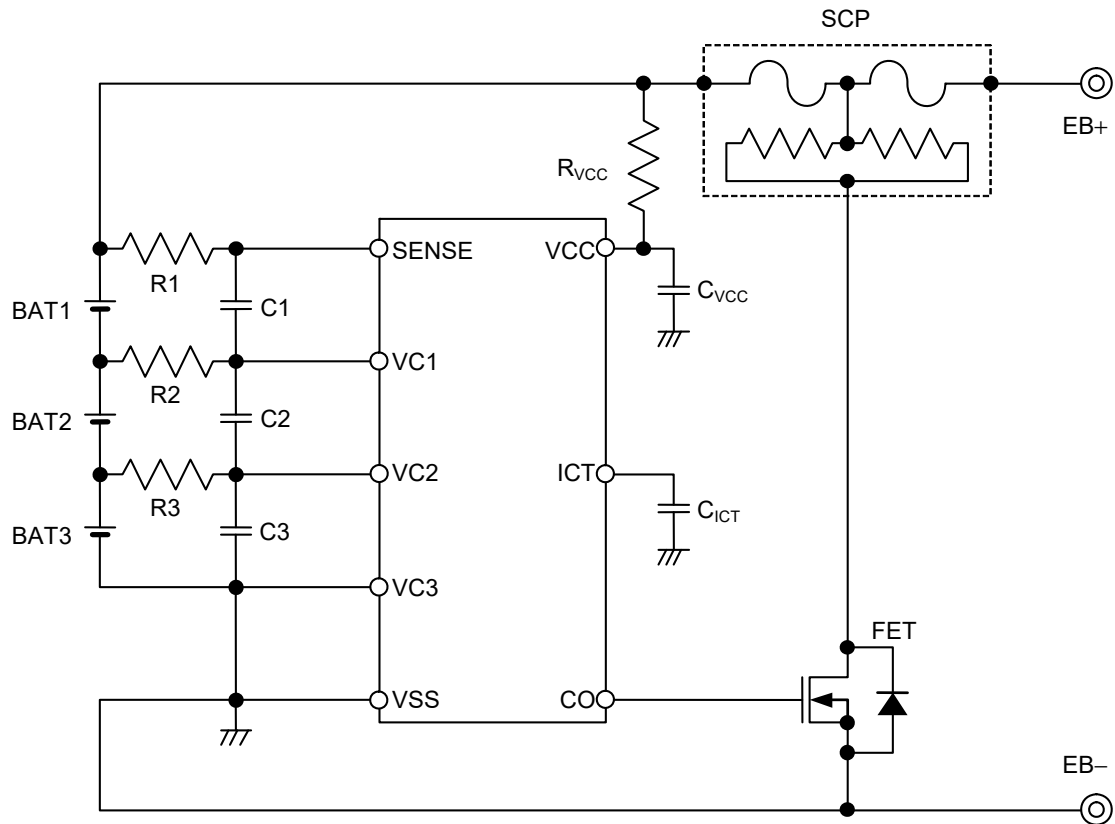 SCP
EB+
RVCC
SENSE
VCC
R1
BAT1
C1
CVCC
VC1
R2
BAT2
C2
VC2
ICT
R3
BAT3
C3
CICT
VC3
FET
VSS
CO
EB−